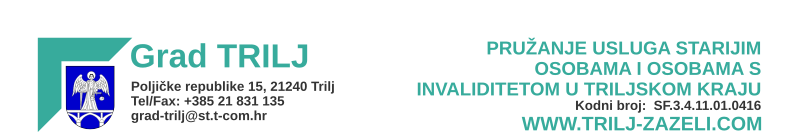 Grad TRILJ
Poljičke republike 15, 21240 Trilj
Tel/Fax: +385 21 831 135
grad-trilj@st.t-com.hr
PRUŽANJE USLUGA STARIJIM
OSOBAMA I OSOBAMA S
INVALIDITETOM U TRILJSKOM KRAJU
Kodni broj: SF.3.4.11.01.0416
WWW.TRILJ-ZAZELI.COM